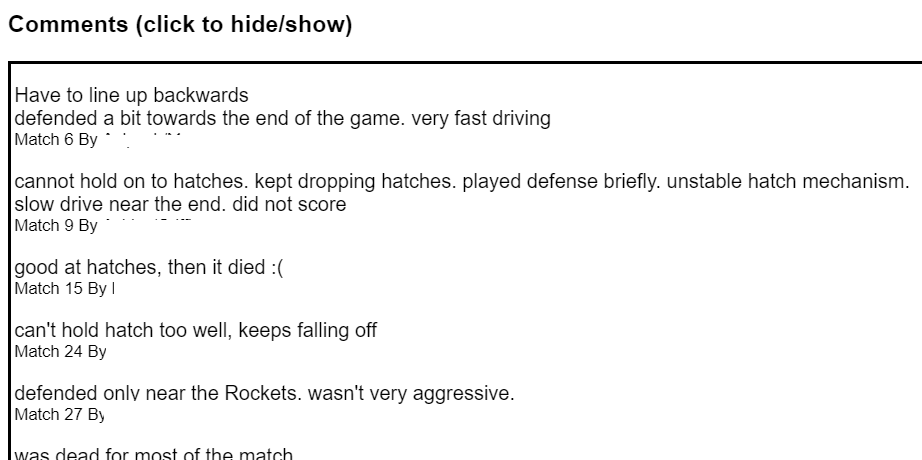 Comments (click to hide/show)
Have to line up backwards
defended a bit towards the end of the game. very fast driving
Match 6 By
cannot hold on to hatches. kept dropping hatches. played defense briefly. unstable hatch mechanism.
slow drive near the end. did not score
Match 9 By
good at hatches, then it died :(
Match 15 By
can't hold hatch too well, keeps falling off
Match 24 By
defended only near the Rockets. wasn't very aggressive.
Match 27 By
was dead for most of the match